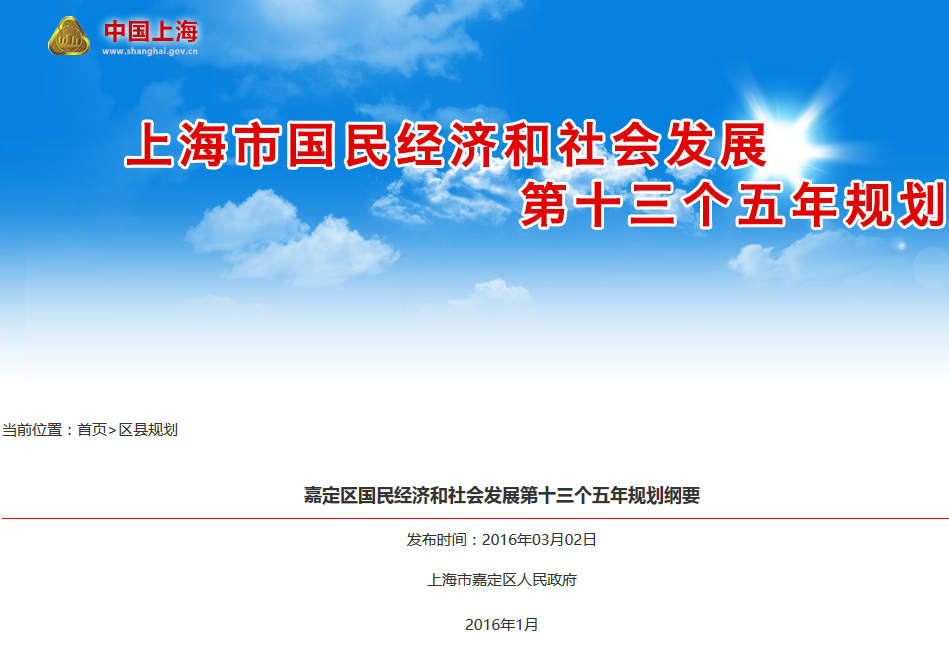 中国上海
www.shanghai.gov.cn
上海市国民经济和社会发展
第十三个五年规划
当前位置：首页>区县规划
嘉定区国民经济和社会发展第十三个五年规划纲要
发布时间：2016年03月02日
上海市嘉定区人民政府
2016年1月